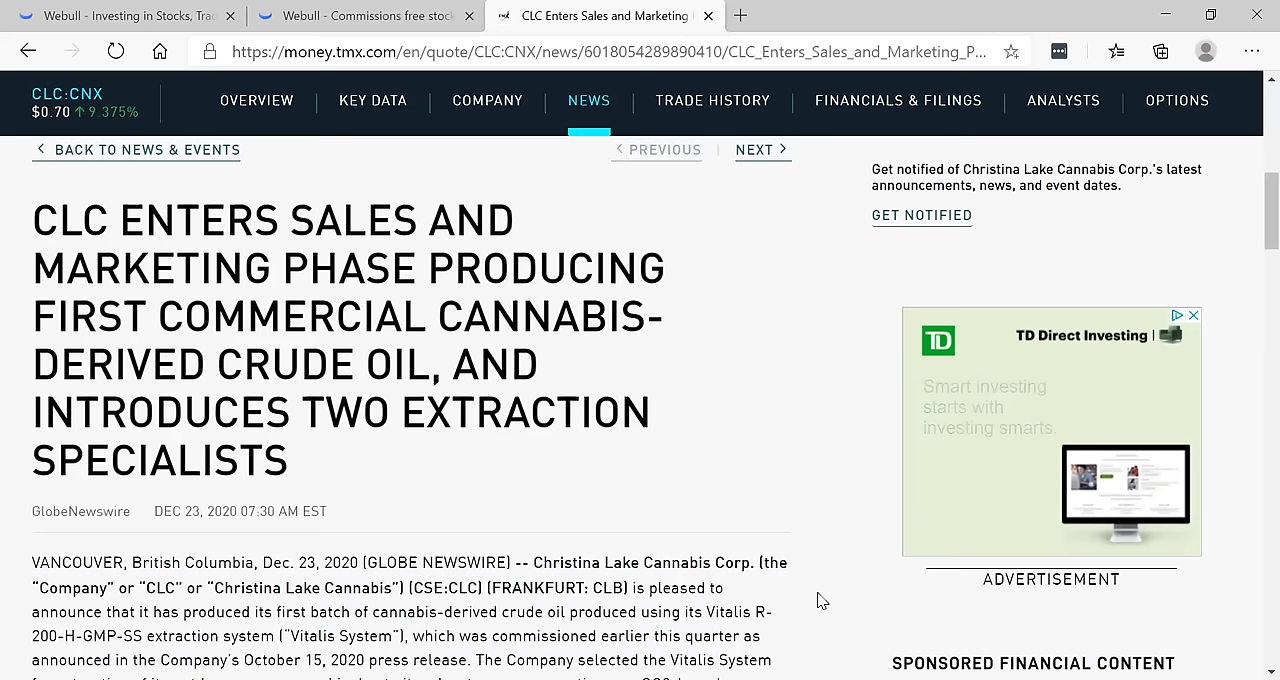 Webull - Investing in Stocks, Tra
Webull - Commissions free stock
CLC Enters Sales and Marketing
https://money.tmx.com/en/quote/CLC:CNX/news/6018054289890410/CLC_Enters_Sales_and_Marketing_P...
CLC:CNX
$0.70 ↑ 9.375%
OVERVIEW
KEY DATA
COMPANY
NEWS
TRADE HISTORY
FINANCIALS & FILINGS
ANALYSTS
OPTIONS
BACK TO NEWS & EVENTS
PREVIOUS
NEXT
CLC ENTERS SALES AND
MARKETING PHASE PRODUCING
FIRST COMMERCIAL CANNABIS-
DERIVED CRUDE OIL, AND
INTRODUCES TWO EXTRACTION
SPECIALISTS
GlobeNewswire DEC 23, 2020 07:30 AM EST
VANCOUVER, British Columbia, Dec. 23, 2020 (GLOBE NEWSWIRE) -- Christina Lake Cannabis Corp. (the
“Company” or “CLC” or “Christina Lake Cannabis”) (CSE:CLC) (FRANKFURT: CLB) is pleased to
announce that it has produced its first batch of cannabis-derived crude oil produced using its Vitalis R-
200-H-GMP-SS extraction system (“Vitalis System”), which was commissioned earlier this quarter as
announced in the Company’s October 15, 2020 press release. The Company selected the Vitalis System
Get notified of Christina Lake Cannabis Corp.'s latest
announcements, news, and event dates.
GET NOTIFIED
TD
TD Direct Investing
Smart investing
starts with
investing smarts.
ADVERTISEMENT
SPONSORED FINANCIAL CONTENT